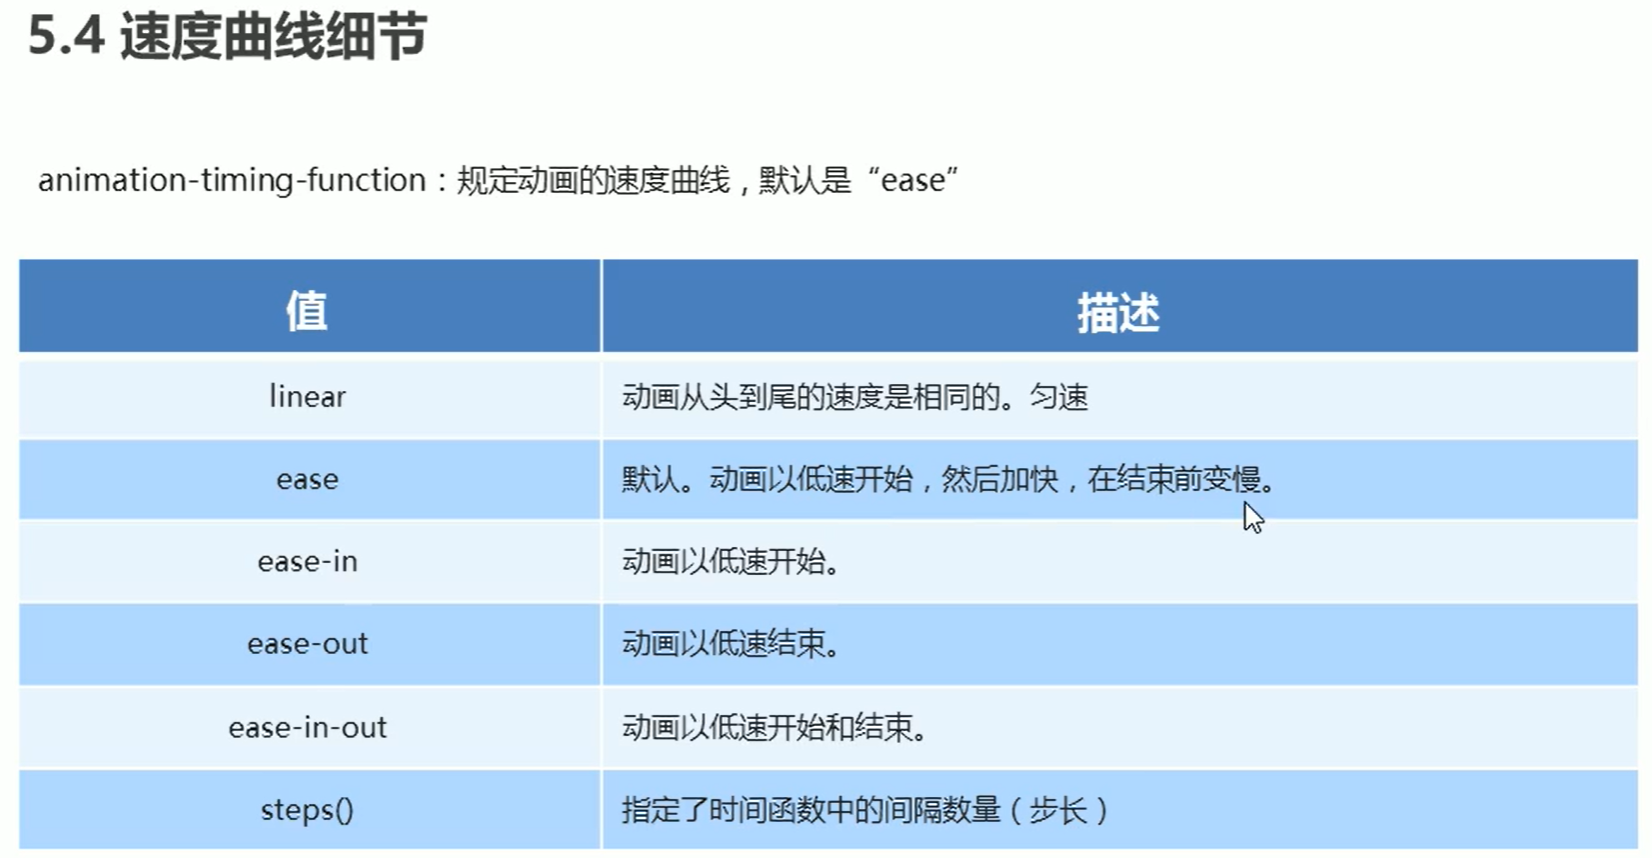 5.4 速度曲线细节
animation-timing-function：规定动画的速度曲线，默认是“ease”
值 描述
linear 动画从头到尾的速度是相同的。匀速
ease 默认。动画以低速开始，然后加快，在结束前变慢。
ease-in 动画以低速开始。
ease-out 动画以低速结束。
ease-in-out 动画以低速开始和结束。
steps() 指定了时间函数中的间隔数量（步长）